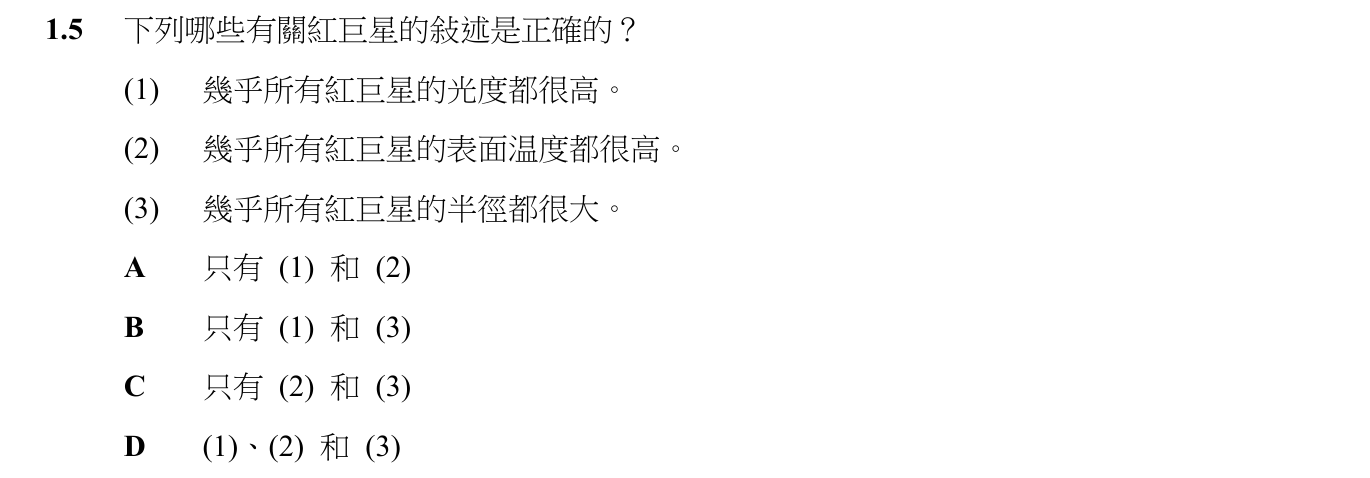 1.5 下列哪些有關紅巨星的敍述是正確的？
(1) 幾乎所有紅巨星的光度都很高。
(2) 幾乎所有紅巨星的表面温度都很高。
(3) 幾乎所有紅巨星的半徑都很大。
A 只有 (1) 和 (2)
B 只有 (1) 和 (3)
C 只有 (2) 和 (3)
D (1)、(2) 和 (3)